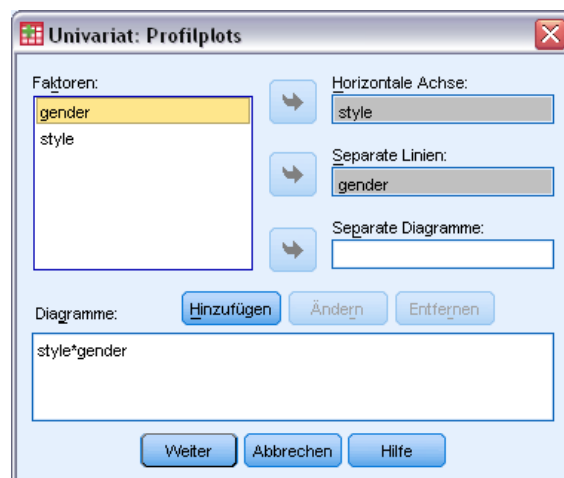 Univariat: Profilplots
Faktoren:
gender
style
Horizontale Achse:
style
Separate Linien:
gender
Separate Diagramme:
Diagramme:
Hinzufügen
Ändern
Entfernen
style*gender
Weiter
Abbrechen
Hilfe